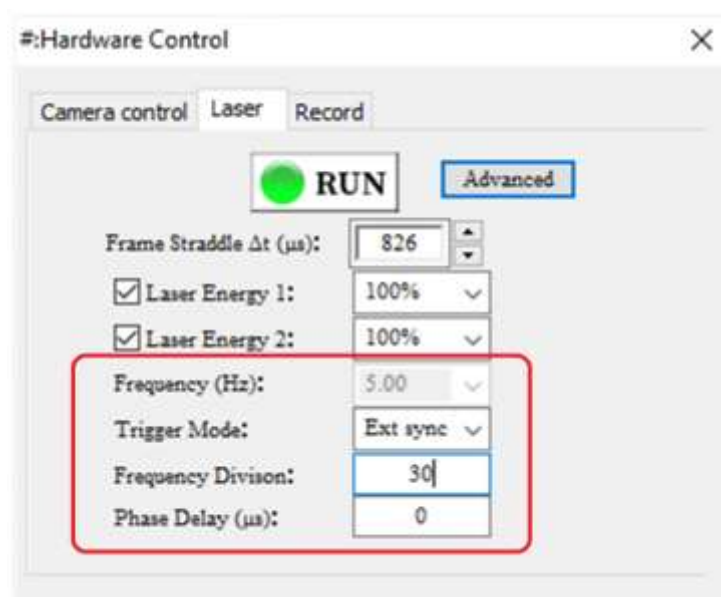 #:Hardware Control
Camera control Laser Record
RUN Advanced
Frame Straddle Δt (μs): 826
Laser Energy 1: 100%
Laser Energy 2: 100%
Frequency (Hz): 5.00
Trigger Mode: Ext sync
Frequency Divison: 30
Phase Delay (μs): 0